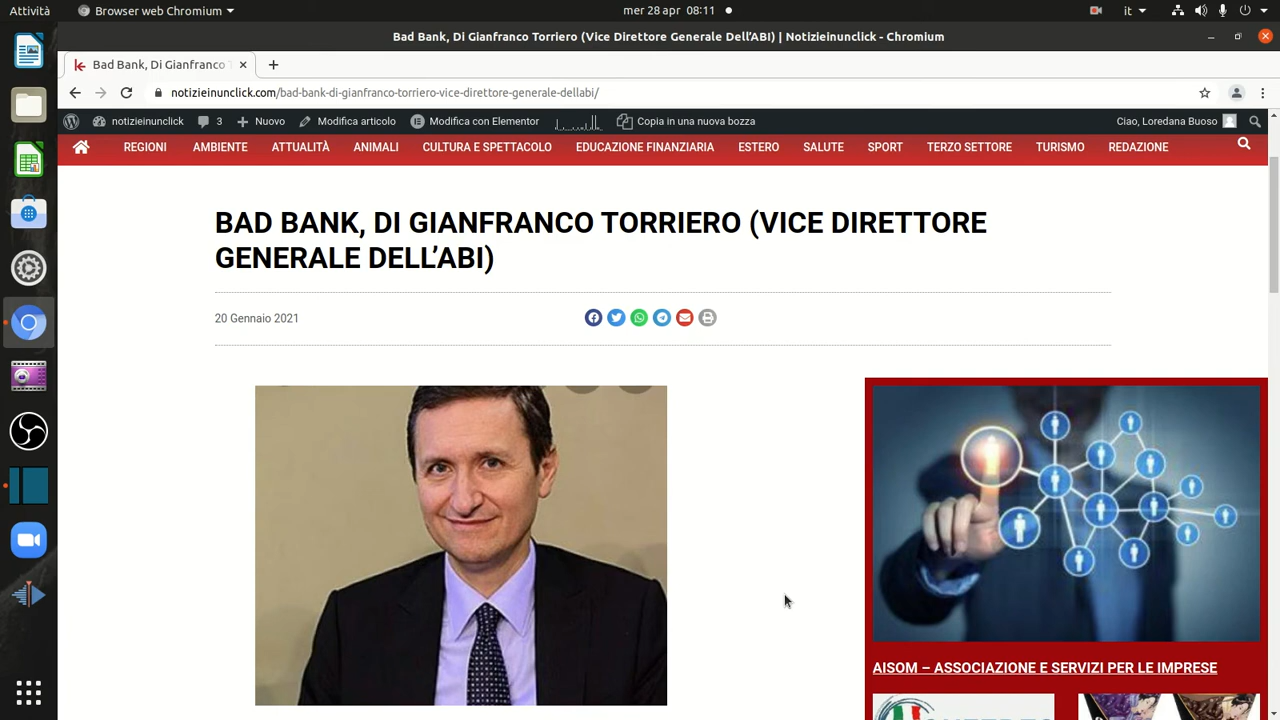 Attività
Browser web Chromium
mer 28 apr 08:11
it
Bad Bank, Di Gianfranco Torriero (Vice Direttore Generale Dell'ABI) | Notizieinunclick - Chromium
Bad Bank, Di Gianfranco T
notizieinunclick.com/bad-bank-di-gianfranco-torriero-vice-direttore-generale-dellabi/
notizieinunclick
3
Nuovo
Modifica articolo
Modifica con Elementor
Copia in una nuova bozza
Ciao, Loredana Buoso
REGIONI
AMBIENTE
ATTUALITÀ
ANIMALI
CULTURA E SPETTACOLO
EDUCAZIONE FINANZIARIA
ESTERO
SALUTE
SPORT
TERZO SETTORE
TURISMO
REDAZIONE
BAD BANK, DI GIANFRANCO TORRIERO (VICE DIRETTORE
GENERALE DELL'ABI)
20 Gennaio 2021
AISOM – ASSOCIAZIONE E SERVIZI PER LE IMPRESE